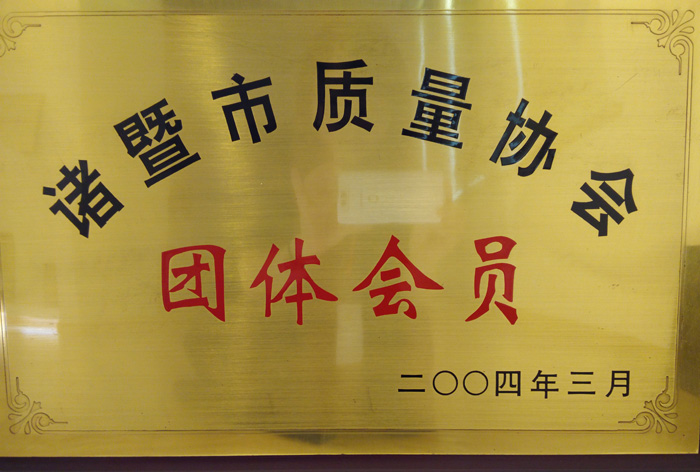 诸暨市质量协会
团体会员
二〇〇四年三月